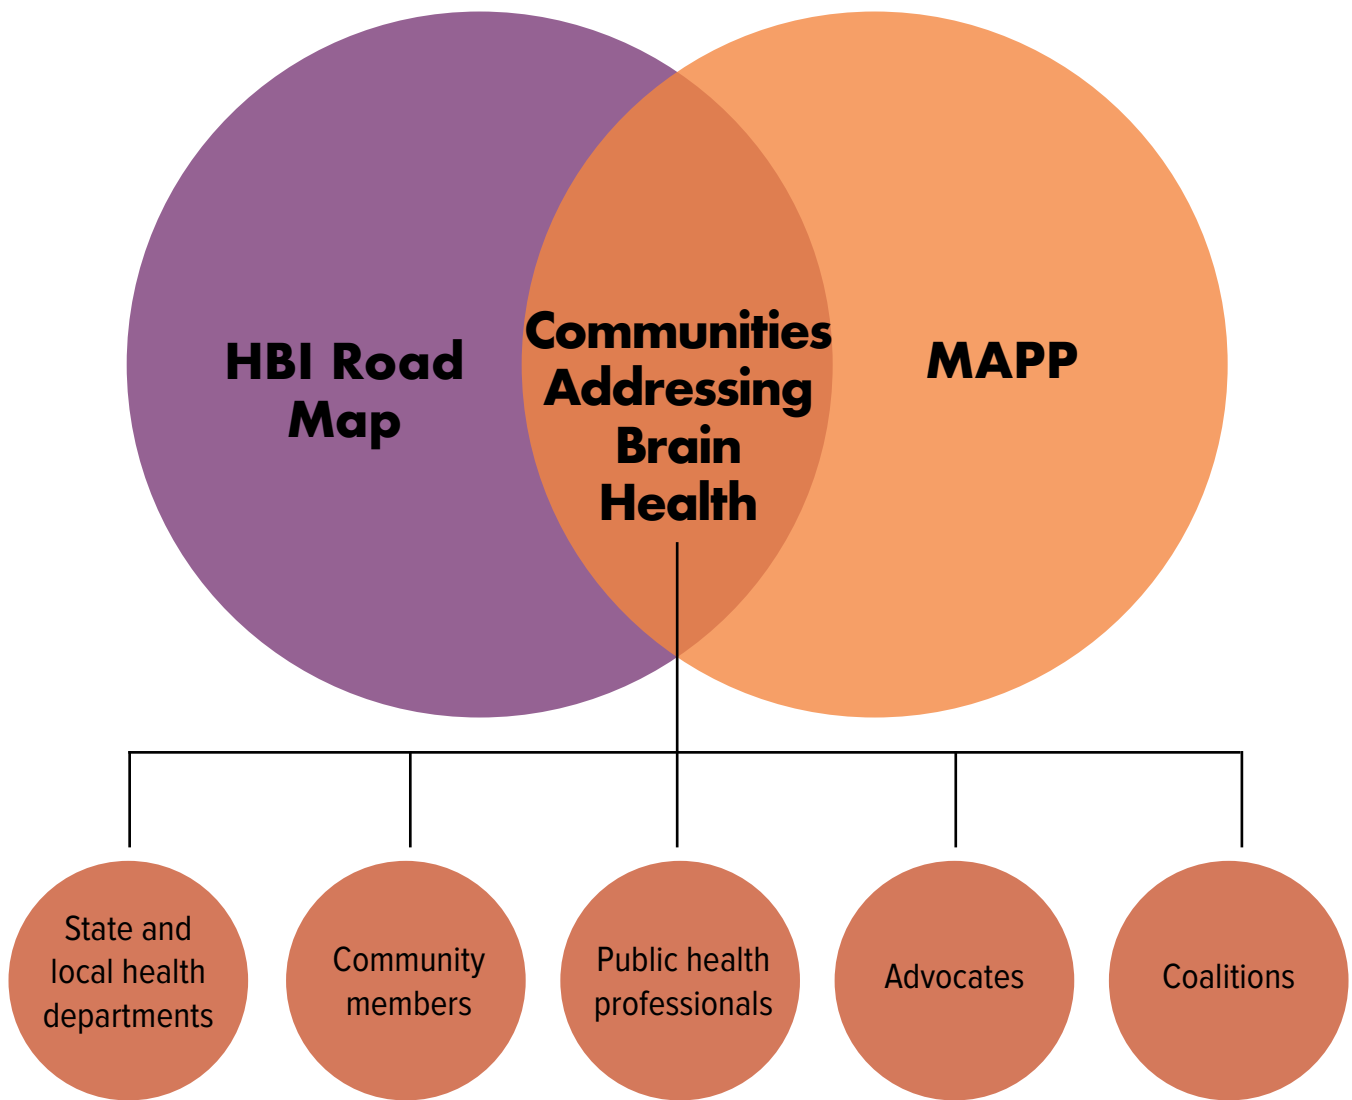 HBI Road
Map
Communities
Addressing
Brain
Health
MAPP
State and
local health
departments
Community
members
Public health
professionals
Advocates
Coalitions